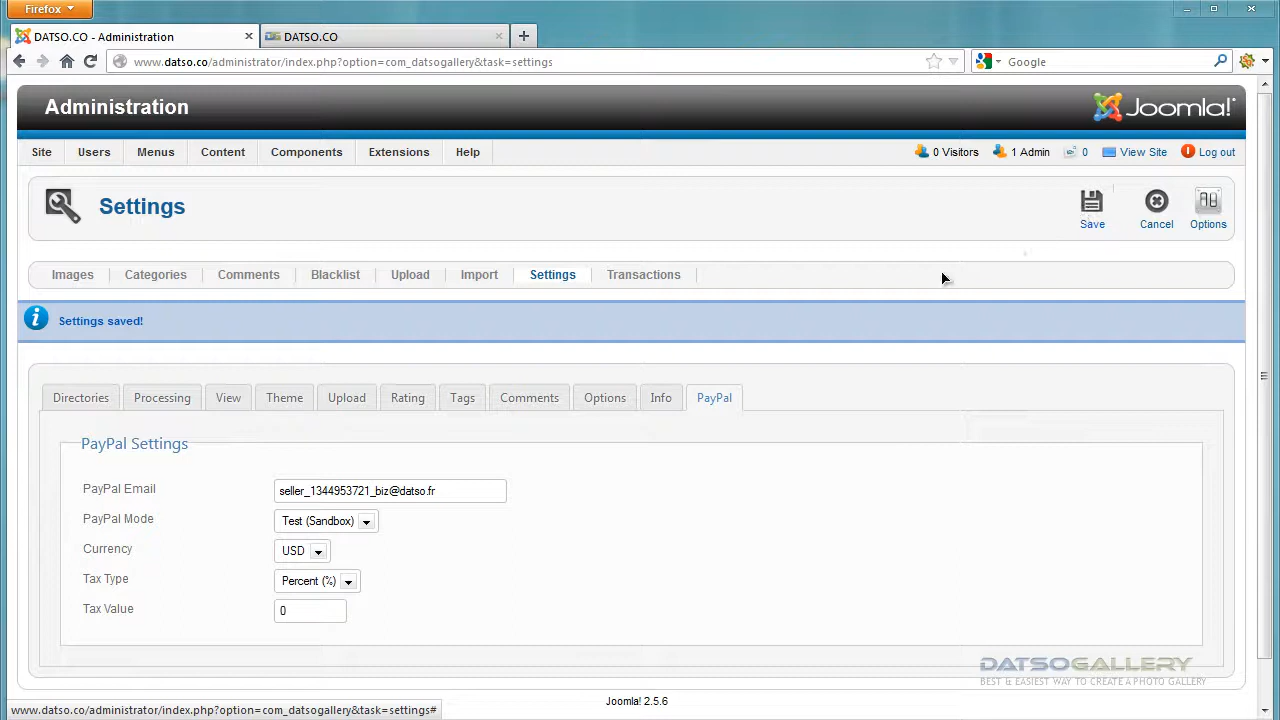 Firefox
DATSO.CO - Administration
DATSO.CO
www.datso.co/administrator/index.php?option=com_datsogallery&task=settings
Google
Administration
Joomla!
Site Users Menus Content Components Extensions Help
0 Visitors 1 Admin 0 View Site Log out
Settings
Save Cancel Options
Images Categories Comments Blacklist Upload Import Settings Transactions
Settings saved!
Directories Processing View Theme Upload Rating Tags Comments Options Info PayPal
PayPal Settings
PayPal Email seller_1344953721_biz@datso.fr
PayPal Mode Test (Sandbox)
Currency USD
Tax Type Percent (%)
Tax Value 0
DATSOGALLERY
BEST & EASIEST WAY TO CREATE A PHOTO GALLERY
Joomla! 2.5.6
www.datso.co/administrator/index.php?option=com_datsogallery&task=settings#